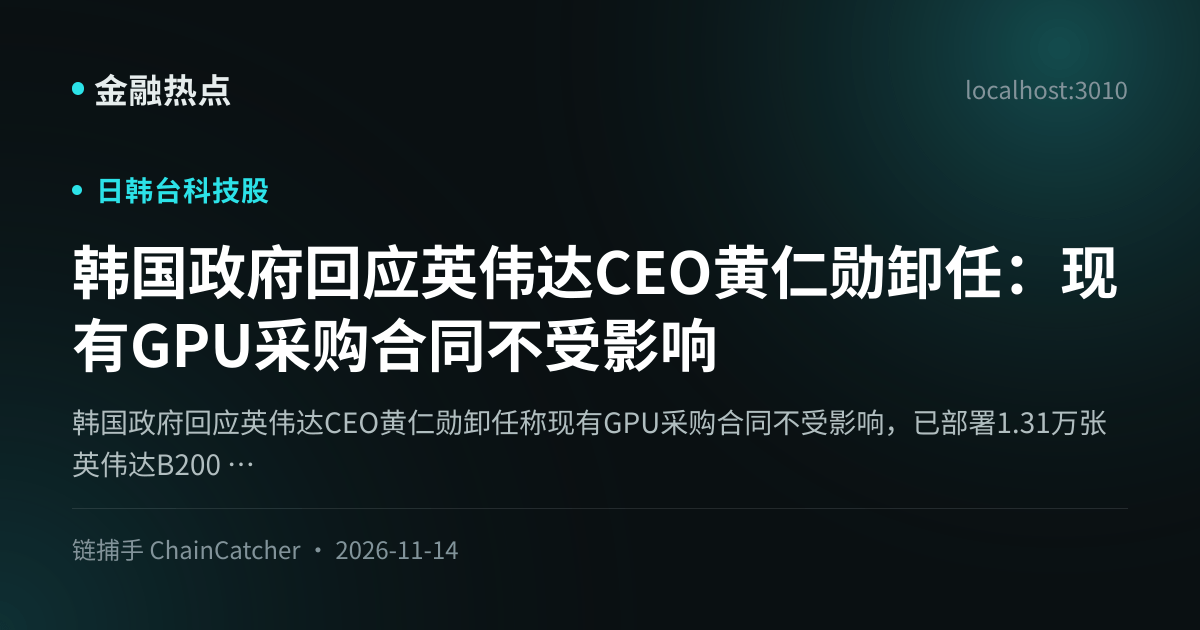 金融热点
localhost:3010
日韩台科技股
韩国政府回应英伟达CEO黄仁勋卸任：现
有GPU采购合同不受影响
韩国政府回应英伟达CEO黄仁勋卸任称现有GPU采购合同不受影响，已部署1.31万张
英伟达B200 ⋯
链捕手 ChainCatcher · 2026-11-14